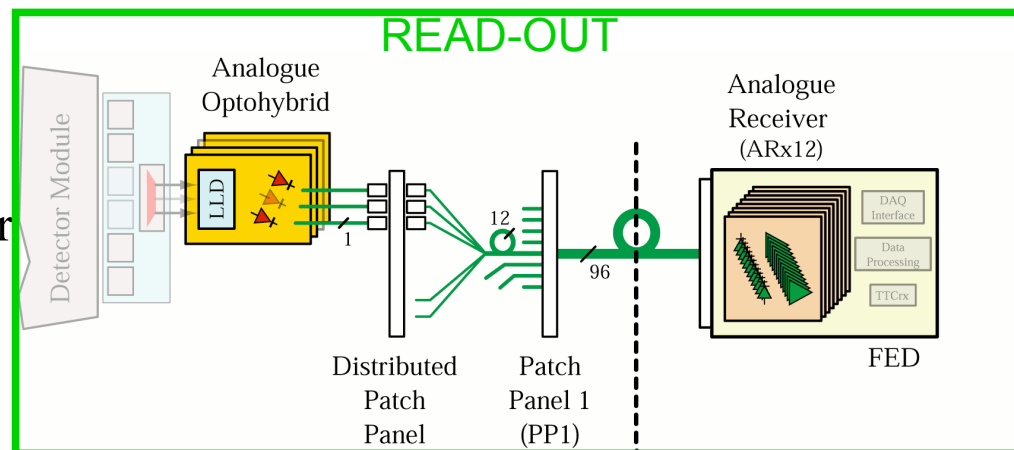 READ-OUT
Analogue
Optohybrid
Detector Module
LLD
1
12
96
Distributed
Patch
Panel
Patch
Panel 1
(PP1)
Analogue
Receiver
(ARx12)
DAQ
Interface
Data
Processing
TTCrx
FED
r